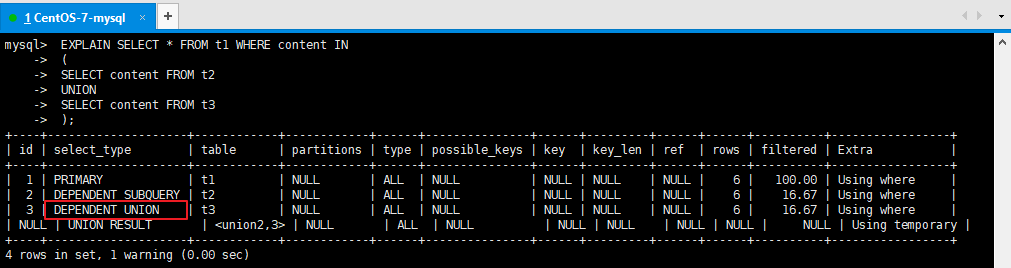 1 CentOS-7-mysql × +
mysql>  EXPLAIN SELECT * FROM t1 WHERE content IN
    ->  (
    ->  SELECT content FROM t2
    ->  UNION
    ->  SELECT content FROM t3
    ->  );
+----+--------------------+------------+------------+------+---------------+------+---------+------+------+----------+-----------------+
| id | select_type        | table      | partitions | type | possible_keys | key  | key_len | ref  | rows | filtered | Extra           |
+----+--------------------+------------+------------+------+---------------+------+---------+------+------+----------+-----------------+
|  1 | PRIMARY            | t1         | NULL       | ALL  | NULL          | NULL | NULL    | NULL |    6 |   100.00 | Using where     |
|  2 | DEPENDENT SUBQUERY | t2         | NULL       | ALL  | NULL          | NULL | NULL    | NULL |    6 |    16.67 | Using where     |
|  3 | DEPENDENT UNION    | t3         | NULL       | ALL  | NULL          | NULL | NULL    | NULL |    6 |    16.67 | Using where     |
| NULL | UNION RESULT       | <union2,3> | NULL       | ALL  | NULL          | NULL | NULL    | NULL | NULL |     NULL | Using temporary |
+----+--------------------+------------+------------+------+---------------+------+---------+------+------+----------+-----------------+
4 rows in set, 1 warning (0.00 sec)